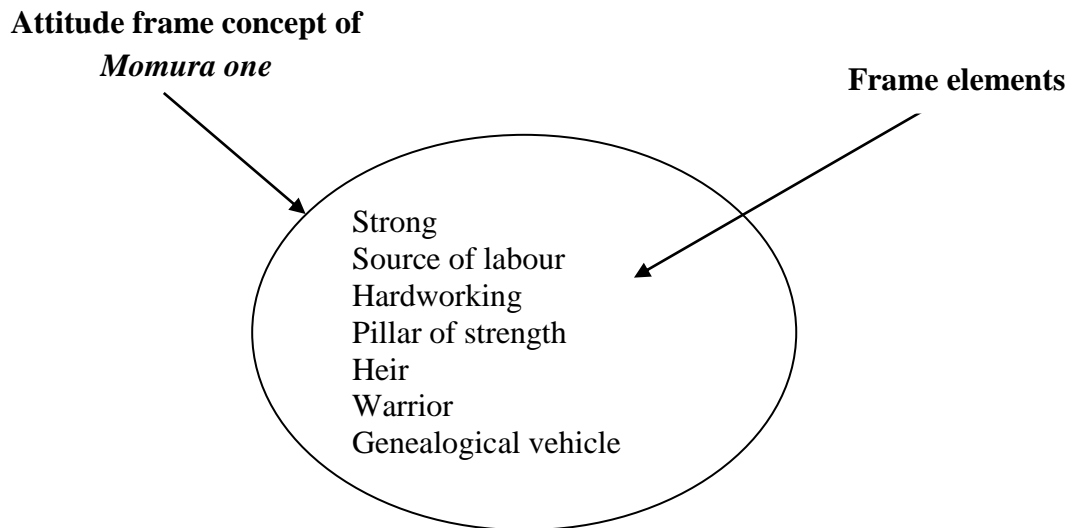 Attitude frame concept of
Momura one
Frame elements
Strong
Source of labour
Hardworking
Pillar of strength
Heir
Warrior
Genealogical vehicle